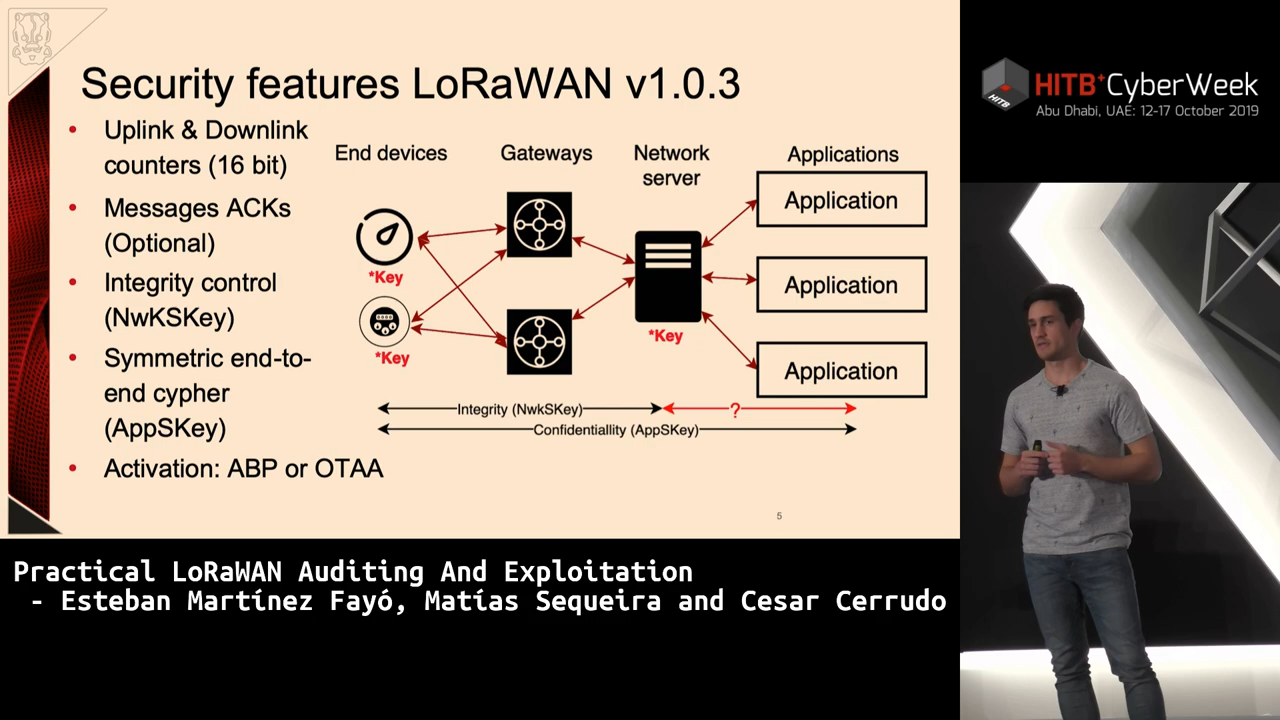 Security features LoRaWAN v1.0.3
• Uplink & Downlink
counters (16 bit)
• Messages ACKs
(Optional)
• Integrity control
(NwKSKey)
• Symmetric end-to-
end cypher
(AppSKey)
• Activation: ABP or OTAA
End devices
Gateways
Network
server
Applications
Application
Application
Application
*Key
*Key
*Key
Integrity (NwkSKey)
?
Confidentiallity (AppSKey)
5
HITB
HITB+CyberWeek
Abu Dhabi, UAE: 12-17 October 2019
Practical LoRaWAN Auditing And Exploitation
- Esteban Martínez Fayó, Matías Sequeira and Cesar Cerrudo